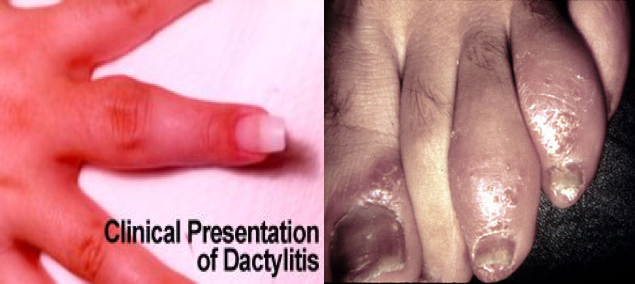 Clinical Presentation
of Dactylitis